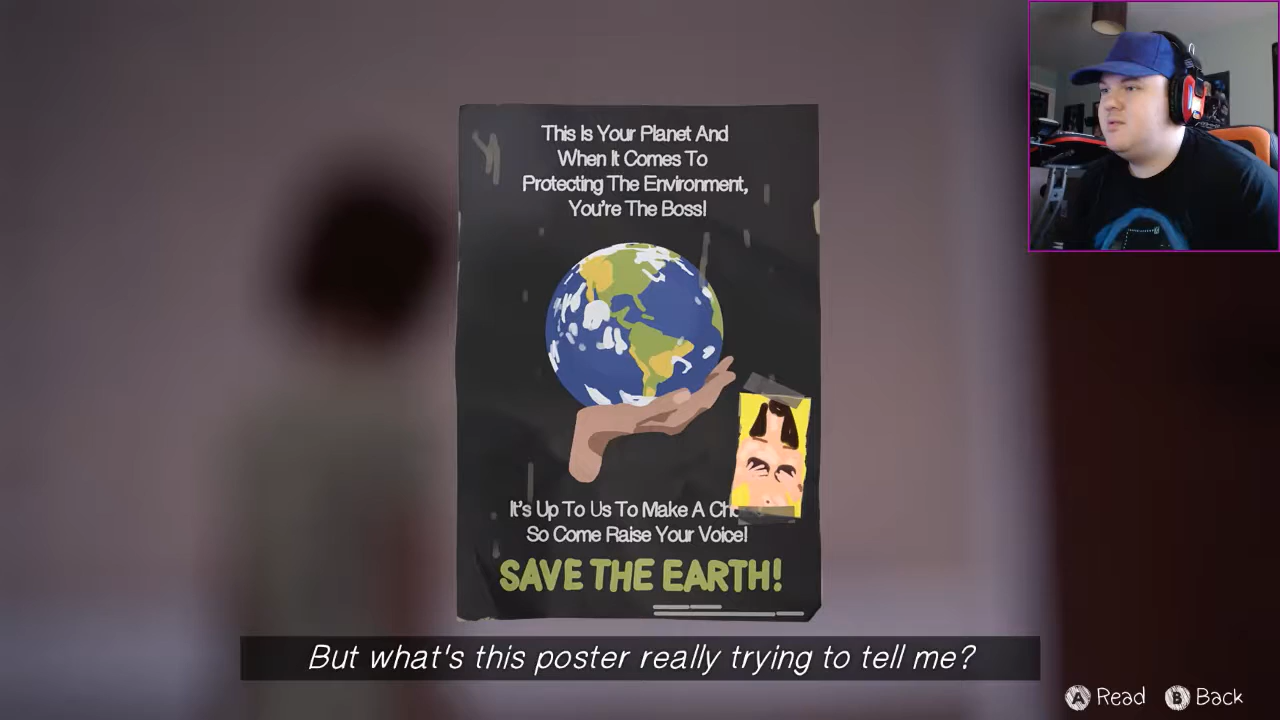 This Is Your Planet And
When It Comes To
Protecting The Environment,
You're The Boss!
It's Up To Us To Make A
So Come Raise Your Voice!
SAVE THE EARTH!
But what's this poster really trying to tell me?
A Read B Back